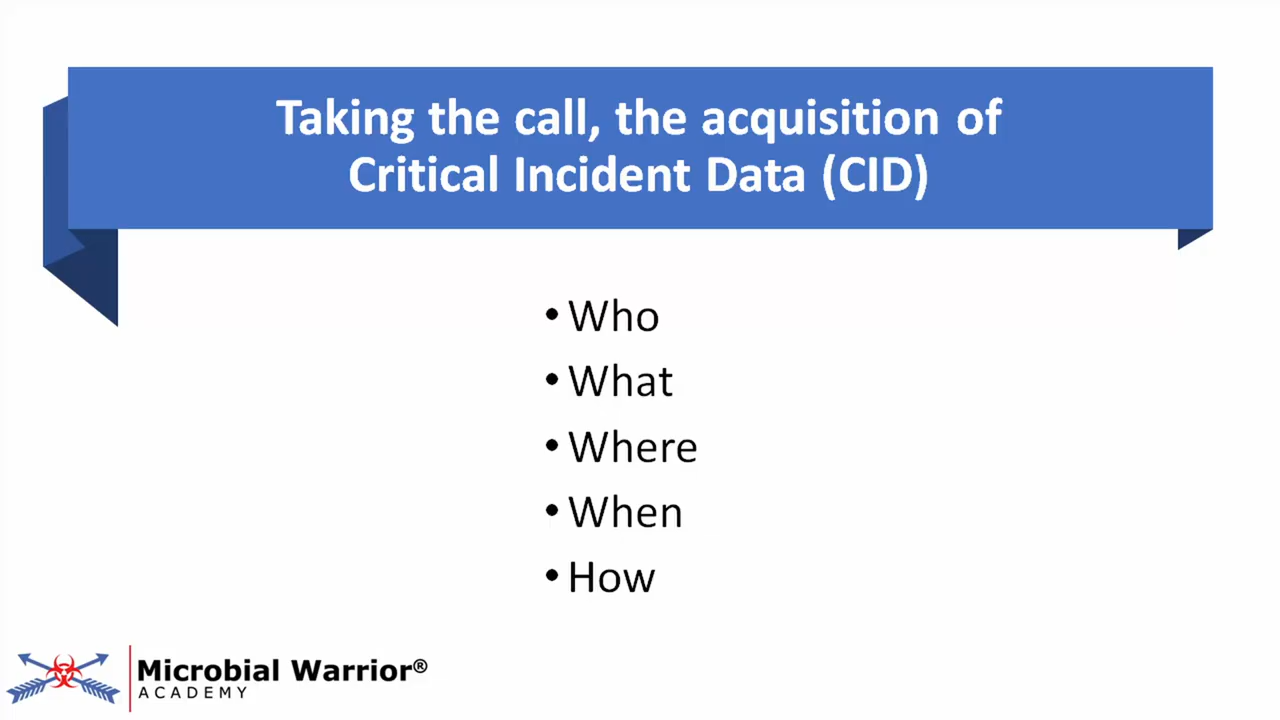 Taking the call, the acquisition of
Critical Incident Data (CID)
• Who
• What
• Where
• When
• How
Microbial Warrior®
ACADEMY